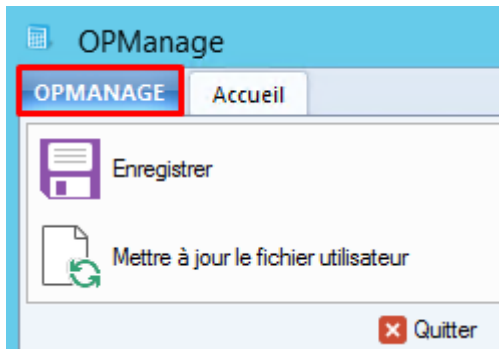 OPManage
OPMANAGE Accueil
Enregistrer
Mettre à jour le fichier utilisateur
Quitter